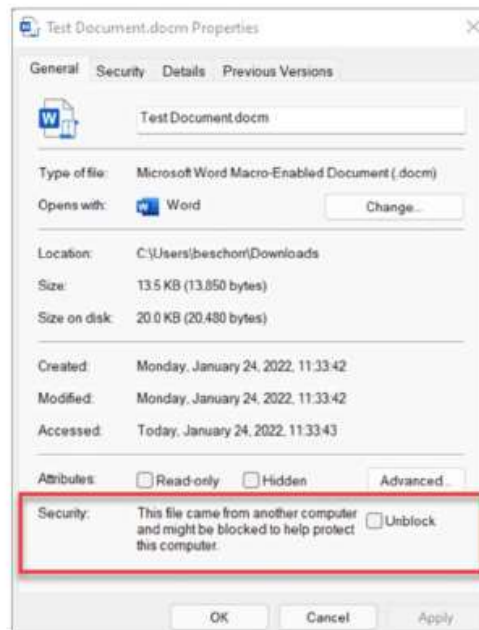 Test Document.docm Properties
General Security Details Previous Versions
Test Document.docm
Type of file: Microsoft Word Macro-Enabled Document (.docm)
Opens with: Word Change...
Location: C:\Users\beschorr\Downloads
Size: 13.5 KB (13,850 bytes)
Size on disk: 20.0 KB (20,480 bytes)
Created: Monday, January 24, 2022, 11:33:42
Modified: Monday, January 24, 2022, 11:33:42
Accessed: Today, January 24, 2022, 11:33:43
Attributes: Read-only Hidden Advanced...
Security: This file came from another computer
and might be blocked to help protect
this computer.
Unblock
OK Cancel Apply